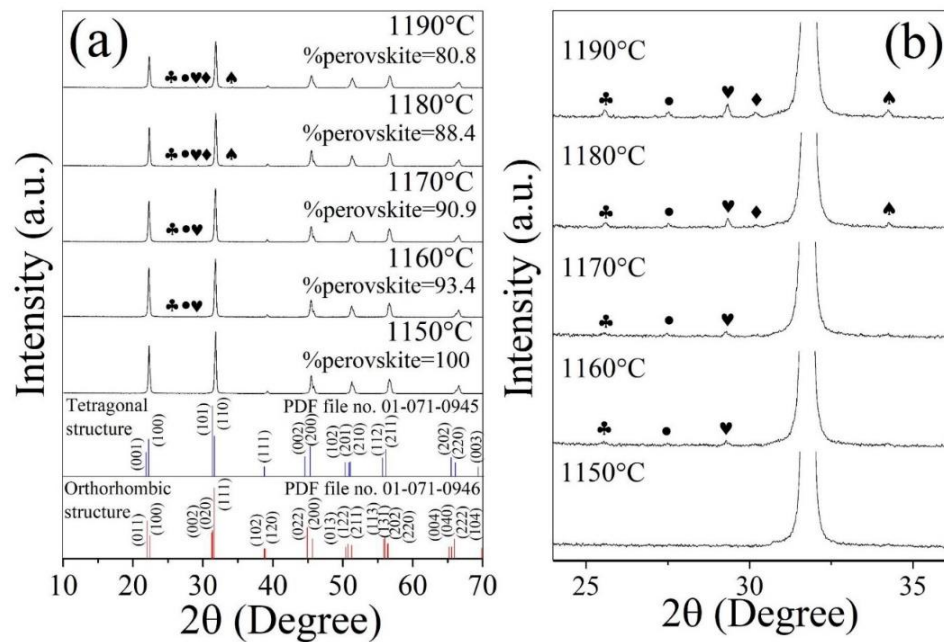 (a)
1190°C
%perovskite=80.8
♣●♥♦ ♠
1180°C
%perovskite=88.4
♣●♥♦ ♠
1170°C
%perovskite=90.9
♣●♥
1160°C
%perovskite=93.4
♣●♥
1150°C
%perovskite=100
Tetragonal
structure
PDF file no. 01-071-0945
(001) (100) (101) (110) (111) (002) (200) (102) (201) (210) (112) (211) (202) (220) (003)
Orthorhombic
structure
PDF file no. 01-071-0946
(011) (100) (002) (020) (111) (102) (120) (022) (200) (013) (122) (211) (113) (131) (202) (220) (004) (040) (222) (104)
10 20 30 40 50 60 70
2θ (Degree)
Intensity (a.u.)
(b)
1190°C
♣ ● ♥ ♦ ♠
1180°C
♣ ● ♥ ♦ ♠
1170°C
♣ ● ♥
1160°C
♣ ● ♥
1150°C
25 30 35
2θ (Degree)
Intensity (a.u.)